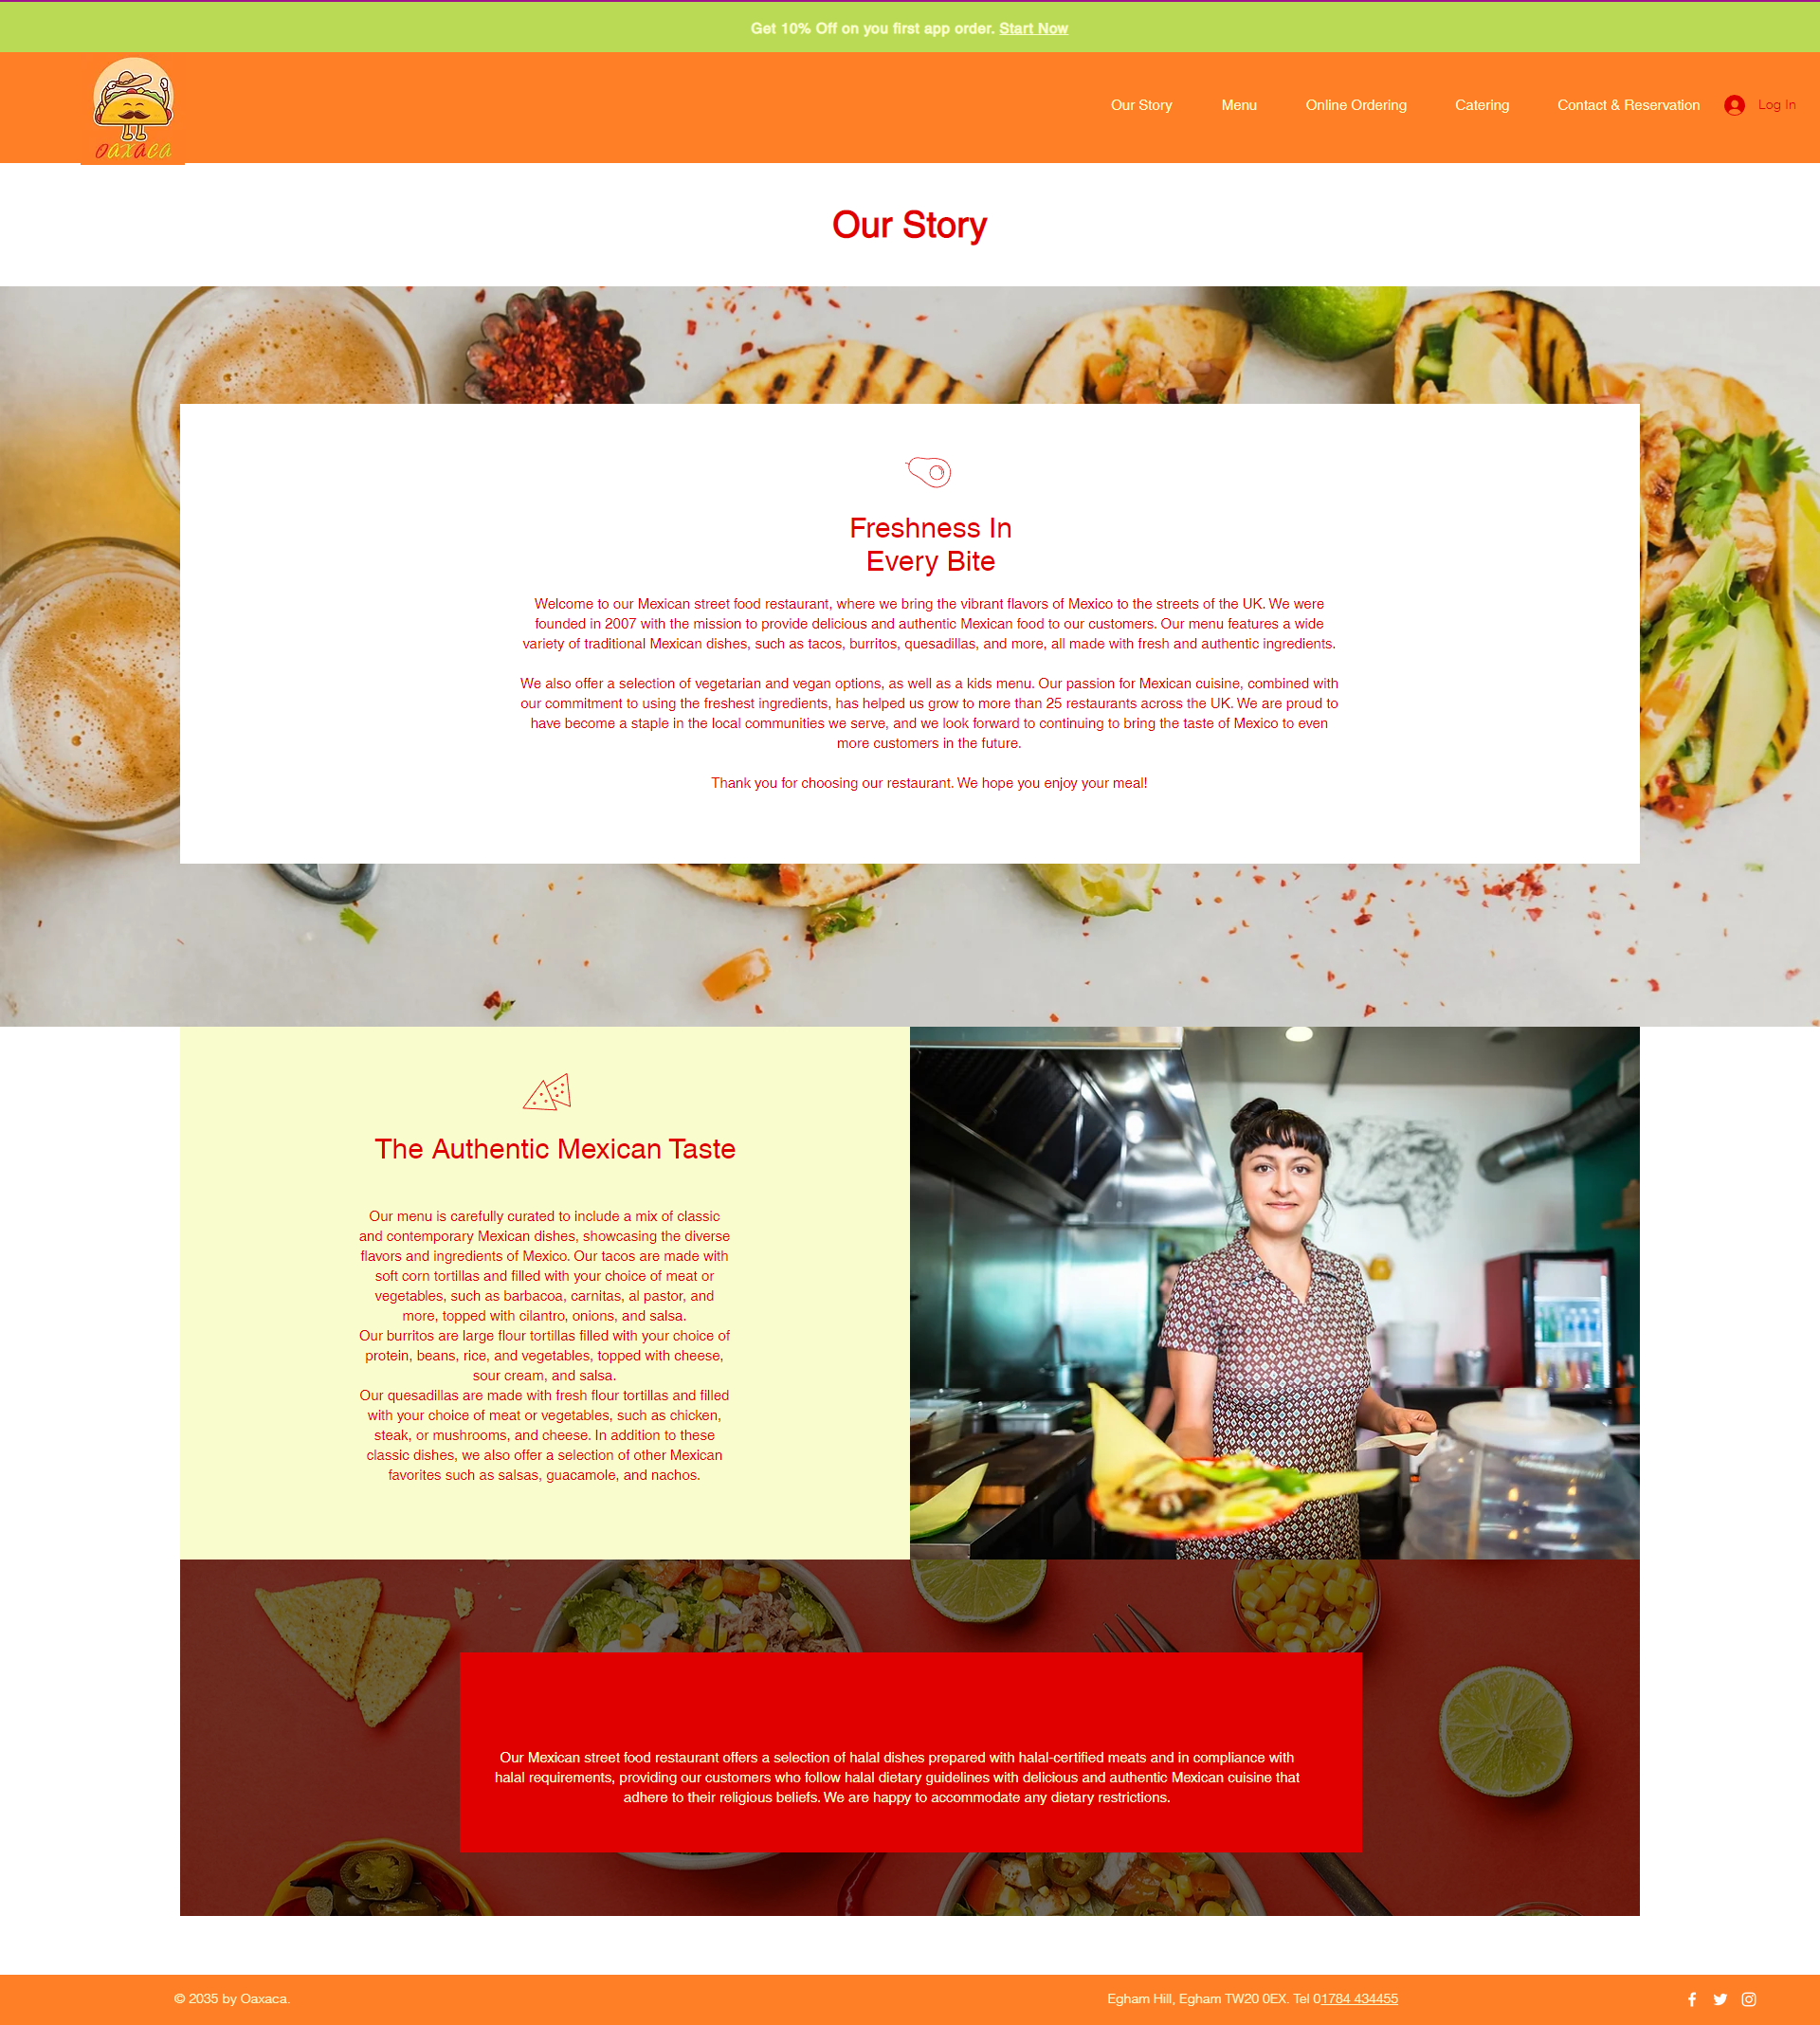 Get 10% Off on you first app order. Start Now
OAXACA
Our Story
Menu
Online Ordering
Catering
Contact & Reservation
Log In
Our Story
Freshness In
Every Bite
Welcome to our Mexican street food restaurant, where we bring the vibrant flavors of Mexico to the streets of the UK. We were
founded in 2007 with the mission to provide delicious and authentic Mexican food to our customers. Our menu features a wide
variety of traditional Mexican dishes, such as tacos, burritos, quesadillas, and more, all made with fresh and authentic ingredients.
We also offer a selection of vegetarian and vegan options, as well as a kids menu. Our passion for Mexican cuisine, combined with
our commitment to using the freshest ingredients, has helped us grow to more than 25 restaurants across the UK. We are proud to
have become a staple in the local communities we serve, and we look forward to continuing to bring the taste of Mexico to even
more customers in the future.
Thank you for choosing our restaurant. We hope you enjoy your meal!
The Authentic Mexican Taste
Our menu is carefully curated to include a mix of classic
and contemporary Mexican dishes, showcasing the diverse
flavors and ingredients of Mexico. Our tacos are made with
soft corn tortillas and filled with your choice of meat or
vegetables, such as barbacoa, carnitas, al pastor, and
more, topped with cilantro, onions, and salsa.
Our burritos are large flour tortillas filled with your choice of
protein, beans, rice, and vegetables, topped with cheese,
sour cream, and salsa.
Our quesadillas are made with fresh flour tortillas and filled
with your choice of meat or vegetables, such as chicken,
steak, or mushrooms, and cheese. In addition to these
classic dishes, we also offer a selection of other Mexican
favorites such as salsas, guacamole, and nachos.
Our Mexican street food restaurant offers a selection of halal dishes prepared with halal-certified meats and in compliance with
halal requirements, providing our customers who follow halal dietary guidelines with delicious and authentic Mexican cuisine that
adhere to their religious beliefs. We are happy to accommodate any dietary restrictions.
© 2035 by Oaxaca.
Egham Hill, Egham TW20 0EX. Tel 01784 434455